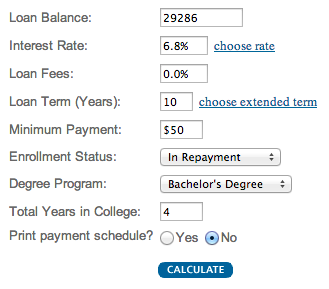 Loan Balance: 29286
Interest Rate: 6.8% choose rate
Loan Fees: 0.0%
Loan Term (Years): 10 choose extended term
Minimum Payment: $50
Enrollment Status: In Repayment
Degree Program: Bachelor's Degree
Total Years in College: 4
Print payment schedule? Yes No
CALCULATE